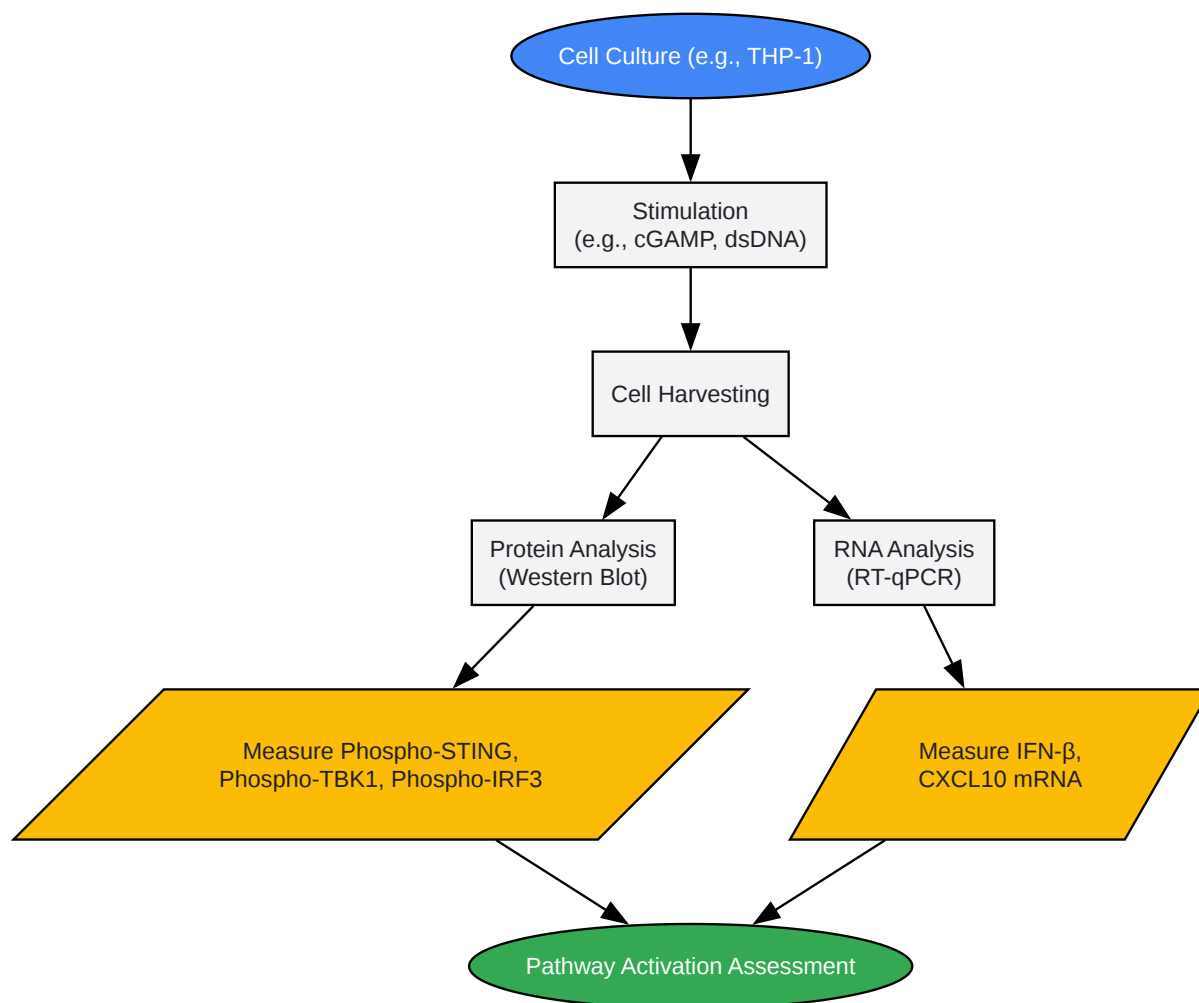 Cell Culture (e.g., THP-1)
Stimulation
(e.g., cGAMP, dsDNA)
Cell Harvesting
Protein Analysis
(Western Blot)
RNA Analysis
(RT-qPCR)
Measure Phospho-STING,
Phospho-TBK1, Phospho-IRF3
Measure IFN-β,
CXCL10 mRNA
Pathway Activation Assessment